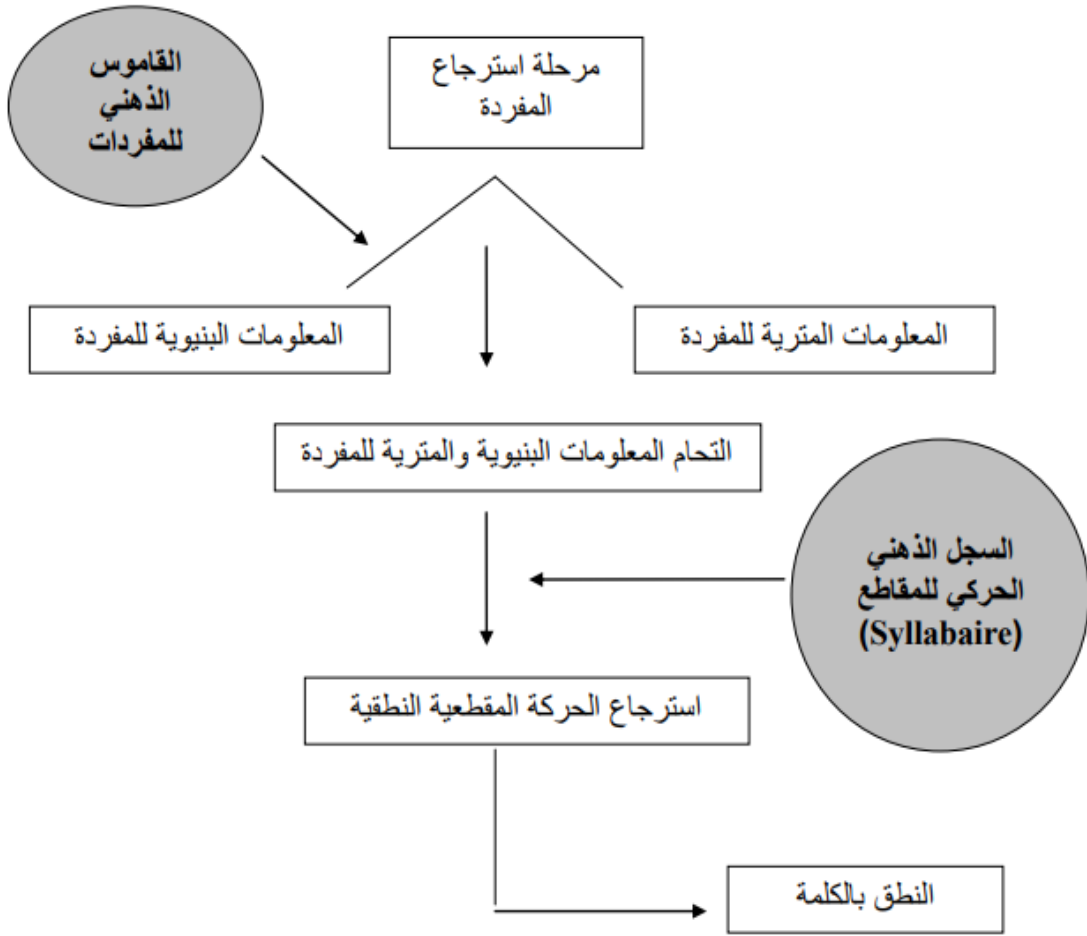 القاموس
الذهني
للمفردات
مرحلة استرجاع
المفردة
المعلومات المترية للمفردة
المعلومات البنيوية للمفردة
التحام المعلومات البنيوية والمترية للمفردة
السجل الذهني
الحركي للمقاطع
(Syllabaire)
استرجاع الحركة المقطعية النطقية
النطق بالكلمة